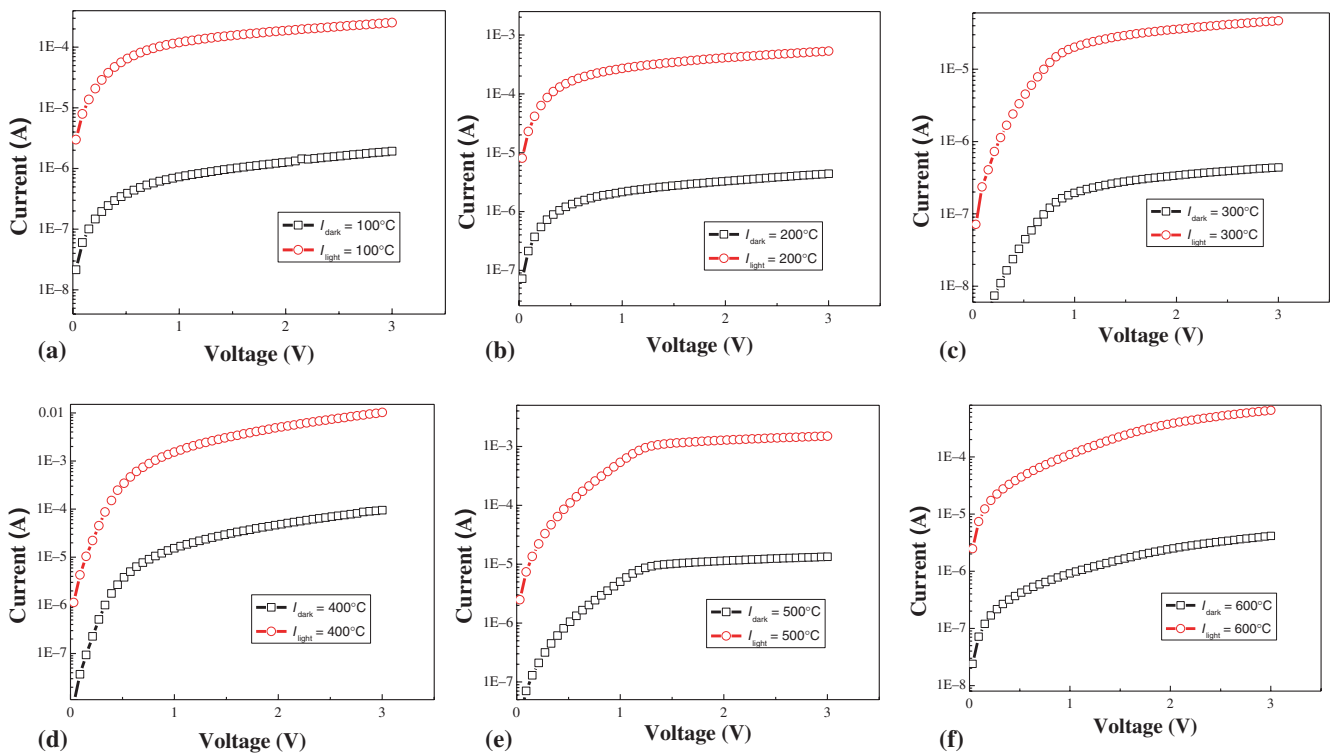 1E–4
1E–5
1E–6
1E–7
1E–8
Current (A)
0 1 2 3
Voltage (V)
I dark = 100°C
I light = 100°C
(a)
1E–3
1E–4
1E–5
1E–6
1E–7
Current (A)
0 1 2 3
Voltage (V)
I dark = 200°C
I light = 200°C
(b)
1E–5
1E–6
1E–7
1E–8
Current (A)
0 1 2 3
Voltage (V)
I dark = 300°C
I light = 300°C
(c)
0.01
1E–3
1E–4
1E–5
1E–6
1E–7
Current (A)
0 1 2 3
Voltage (V)
I dark = 400°C
I light = 400°C
(d)
1E–3
1E–4
1E–5
1E–6
1E–7
Current (A)
0 1 2 3
Voltage (V)
I dark = 500°C
I light = 500°C
(e)
1E–4
1E–5
1E–6
1E–7
1E–8
Current (A)
0 1 2 3
Voltage (V)
I dark = 600°C
I light = 600°C
(f)